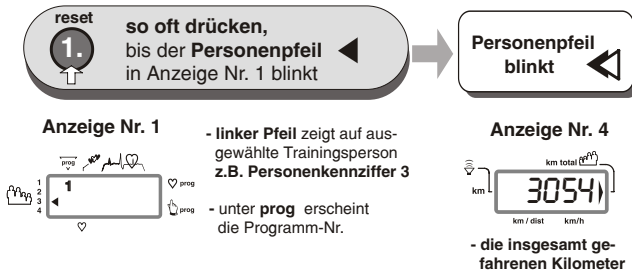 reset
1.
so oft drücken,
bis der Personenpfeil
in Anzeige Nr. 1 blinkt
Personenpfeil
blinkt
Anzeige Nr. 1
prog
1
2
3
4
1
prog
prog
- linker Pfeil zeigt auf aus-
gewählte Trainingsperson
z.B. Personenkennziffer 3
- unter prog erscheint
die Programm-Nr.
Anzeige Nr. 4
km total
km
3054
km / dist km/h
- die insgesamt ge-
fahrenen Kilometer